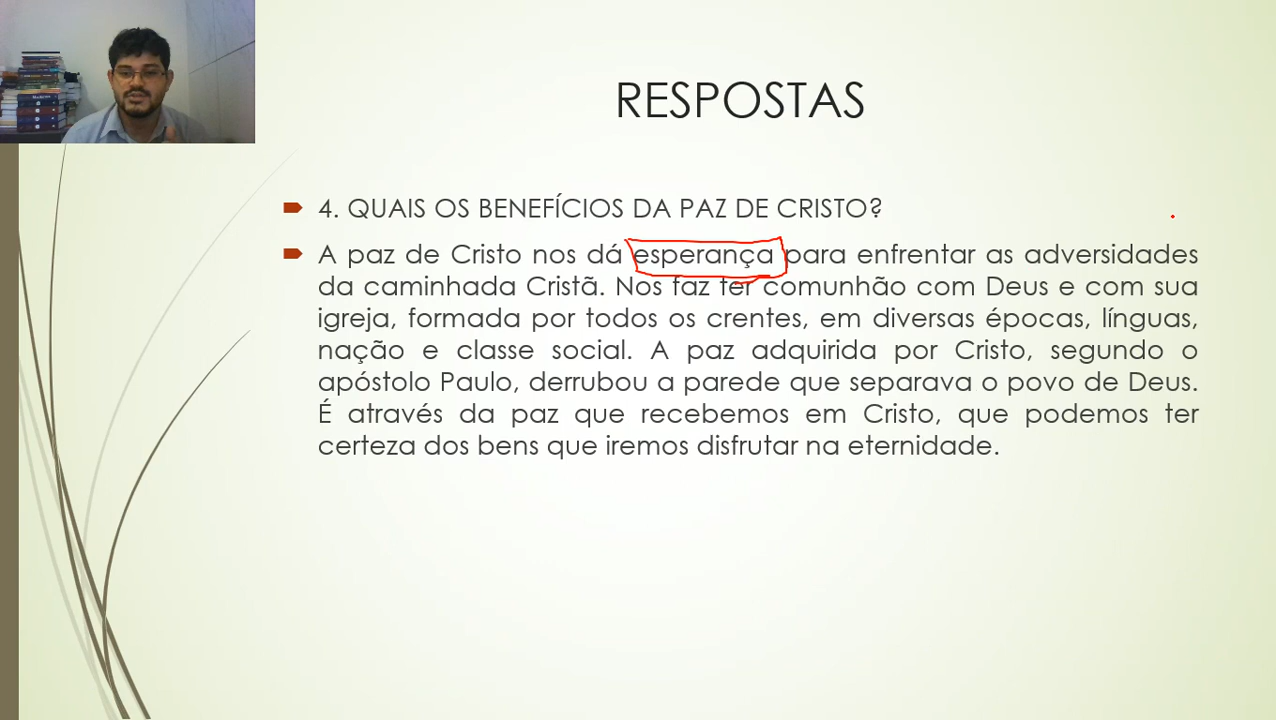 RESPOSTAS
4. QUAIS OS BENEFÍCIOS DA PAZ DE CRISTO?
A paz de Cristo nos dá esperança para enfrentar as adversidades
da caminhada Cristã. Nos faz ter comunhão com Deus e com sua
igreja, formada por todos os crentes, em diversas épocas, línguas,
nação e classe social. A paz adquirida por Cristo, segundo o
apóstolo Paulo, derrubou a parede que separava o povo de Deus.
É através da paz que recebemos em Cristo, que podemos ter
certeza dos bens que iremos disfrutar na eternidade.